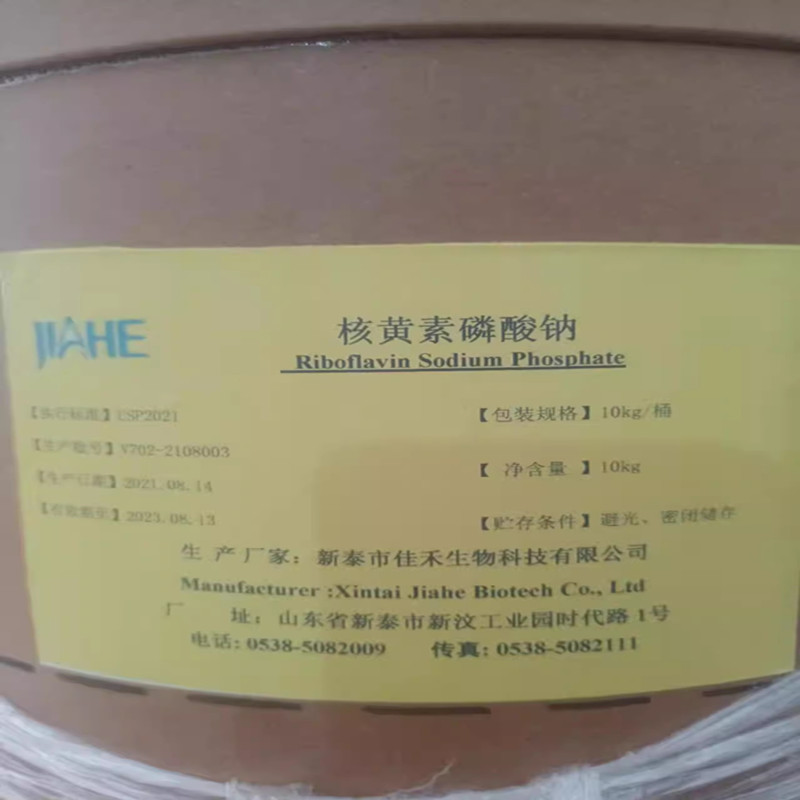 JIAHE
核黄素磷酸钠
Riboflavin Sodium Phosphate
【执行标准】USP2021
【生产批号】V702-2108003
【生产日期】2021.08.14
【有效期至】2023.08.13
【包装规格】10kg/桶
【 净含量 】10kg
【贮存条件】避光、密闭储存
生 产 厂 家： 新泰市佳禾生物科技有限公司
Manufacturer :Xintai Jiahe Biotech Co., Ltd
厂 址： 山东省新泰市新汶工业园时代路 1号
电话: 0538-5082009 传真: 0538-5082111